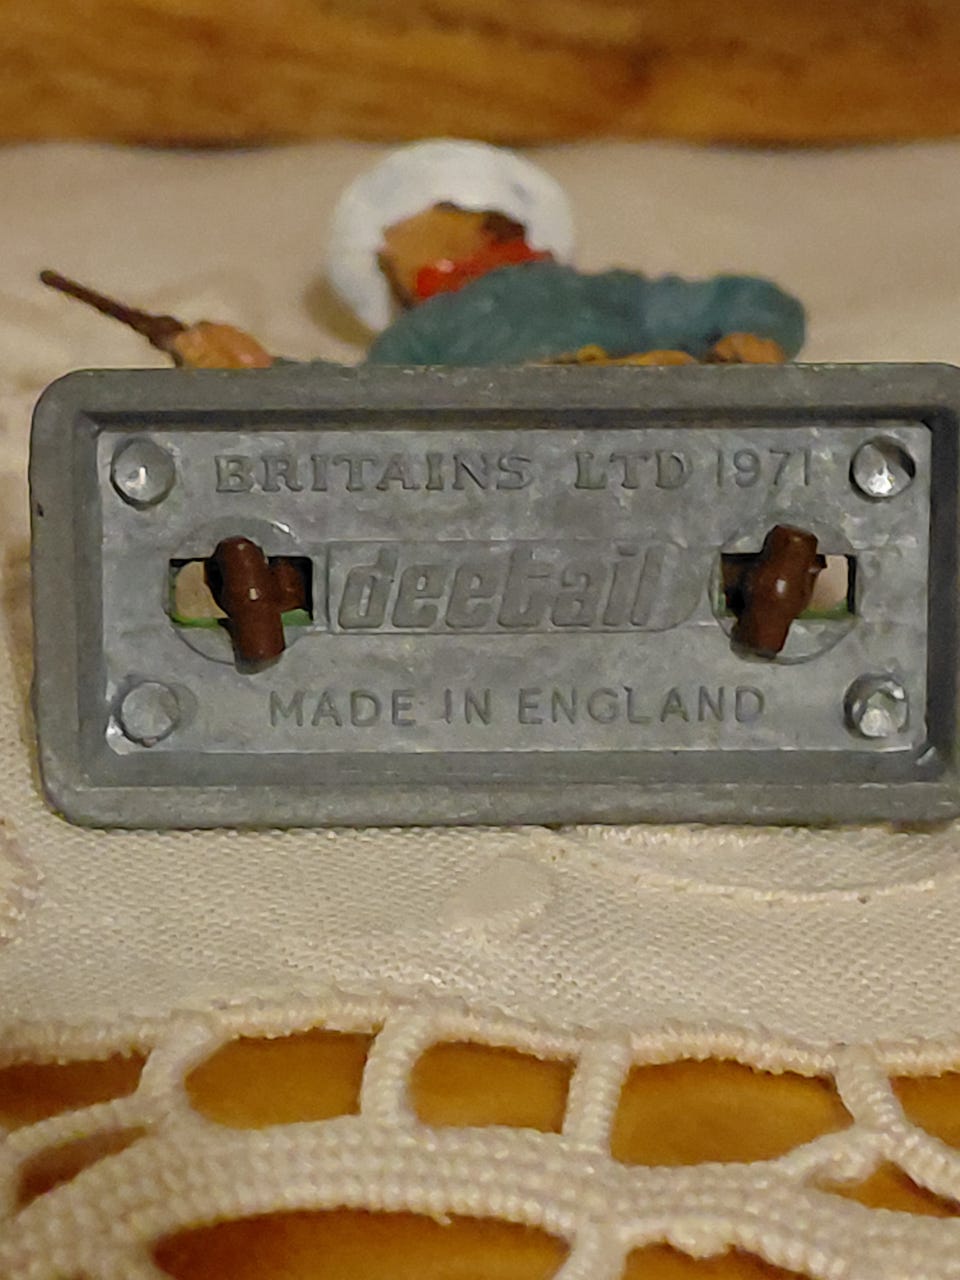 BRITAINS LTD 1971
deetail
MADE IN ENGLAND